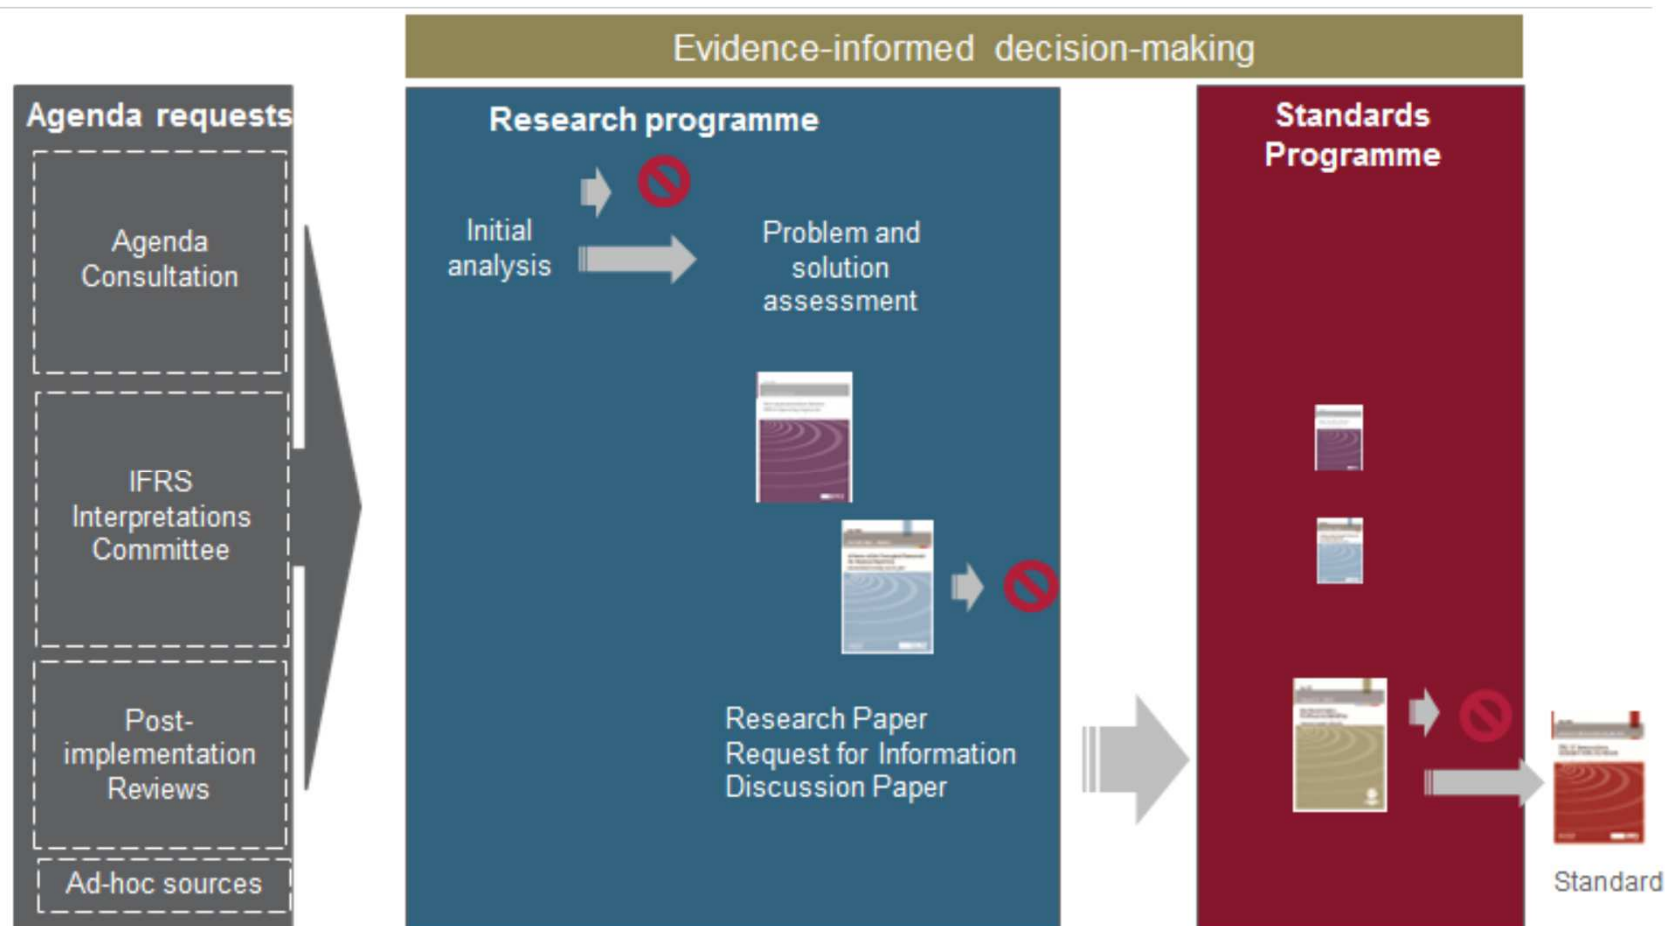 Evidence-informed decision-making
Agenda requests
Agenda
Consultation
IFRS
Interpretations
Committee
Post-
implementation
Reviews
Ad-hoc sources
Research programme
Initial
analysis
Problem and
solution
assessment
Research Paper
Request for Information
Discussion Paper
Standards
Programme
Standard